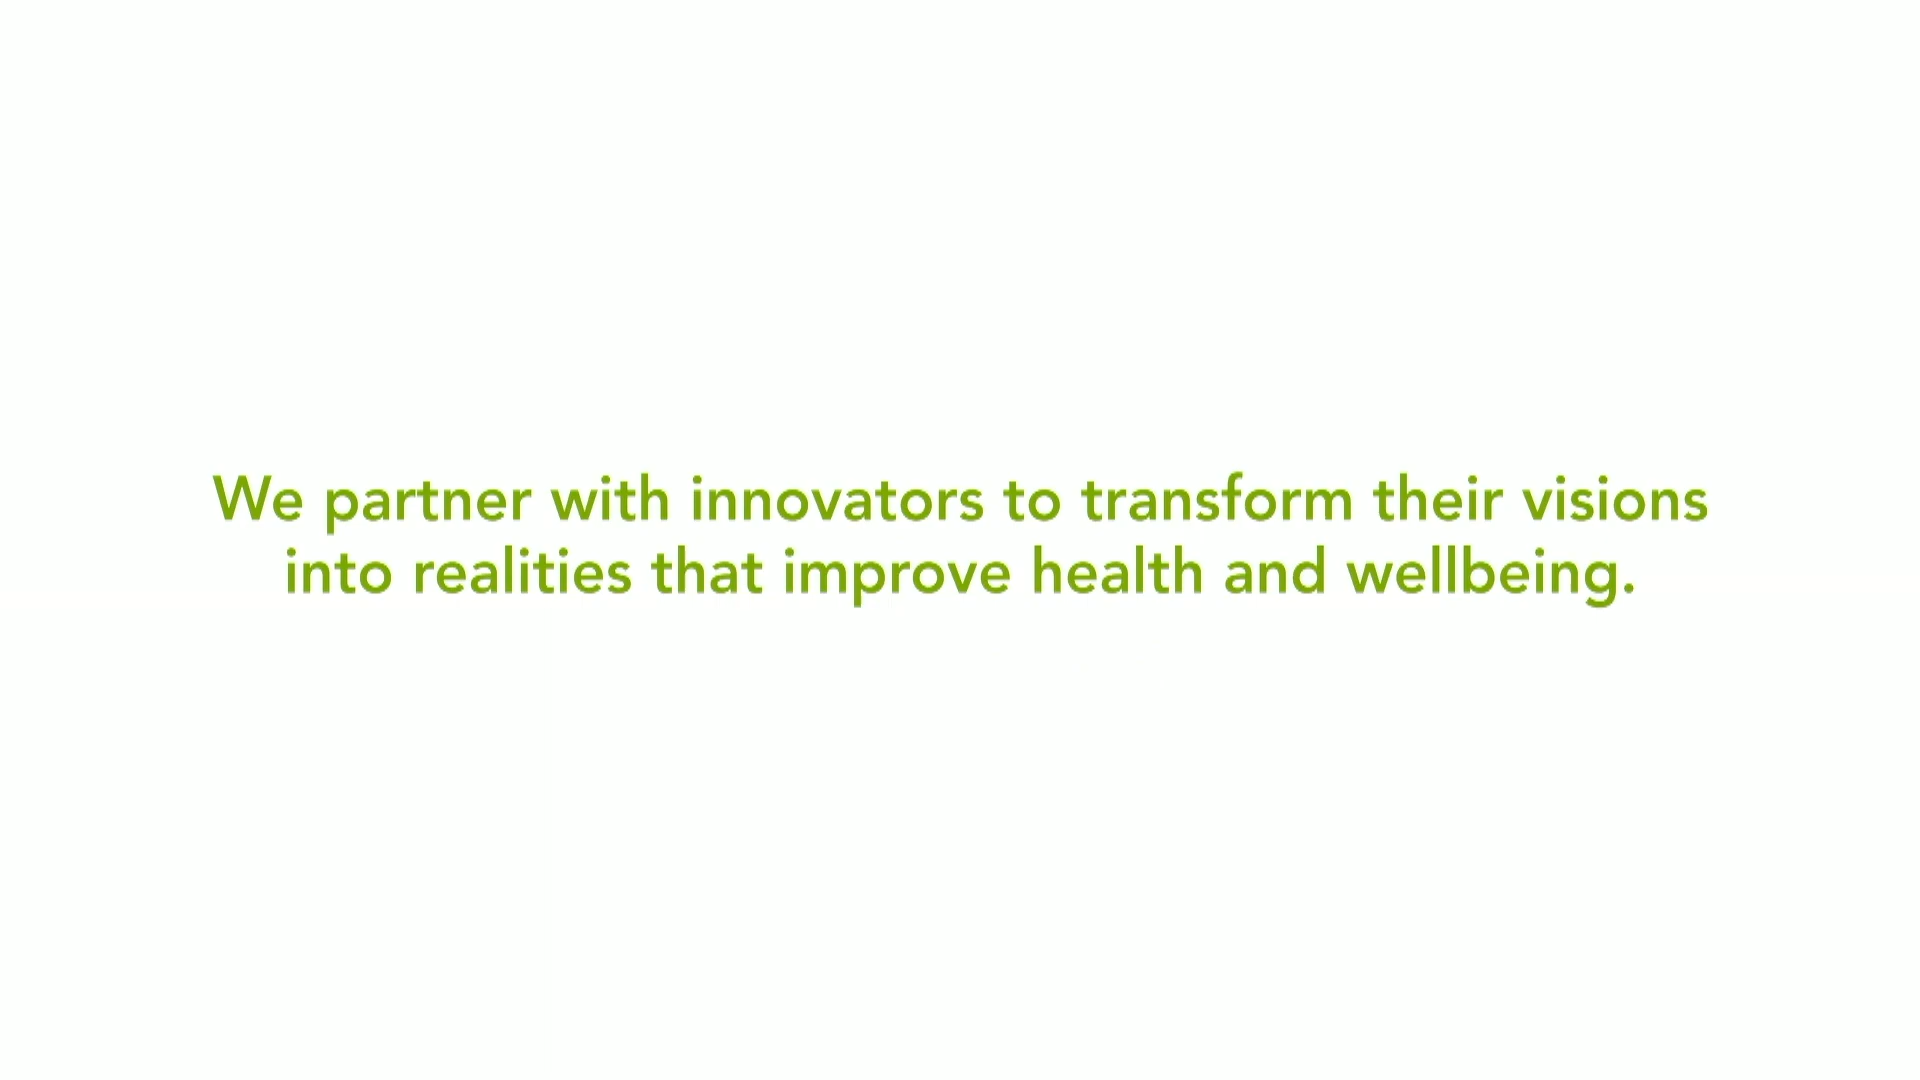 We partner with innovators to transform their visions
into realities that improve health and wellbeing.